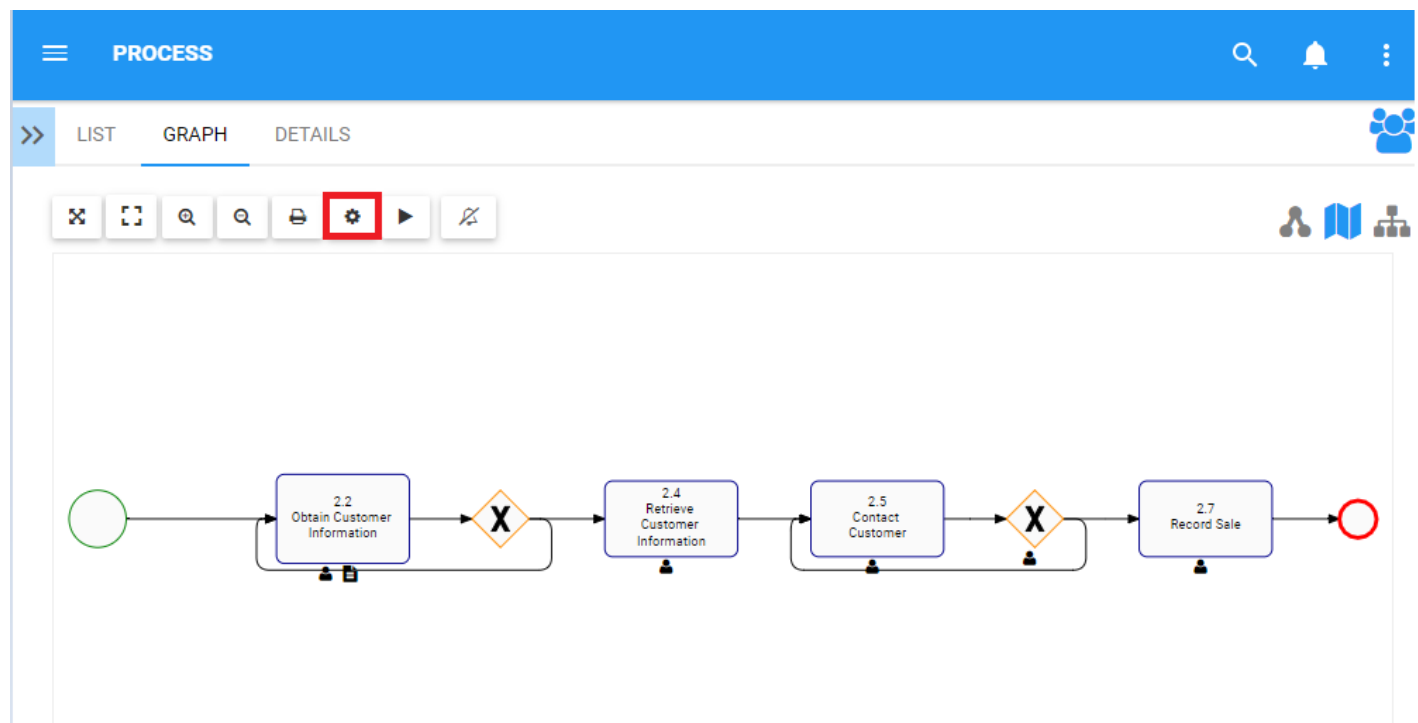 PROCESS
LIST GRAPH DETAILS
2.2
Obtain Customer
Information
X
2.4
Retrieve
Customer
Information
2.5
Contact
Customer
X
2.7
Record Sale